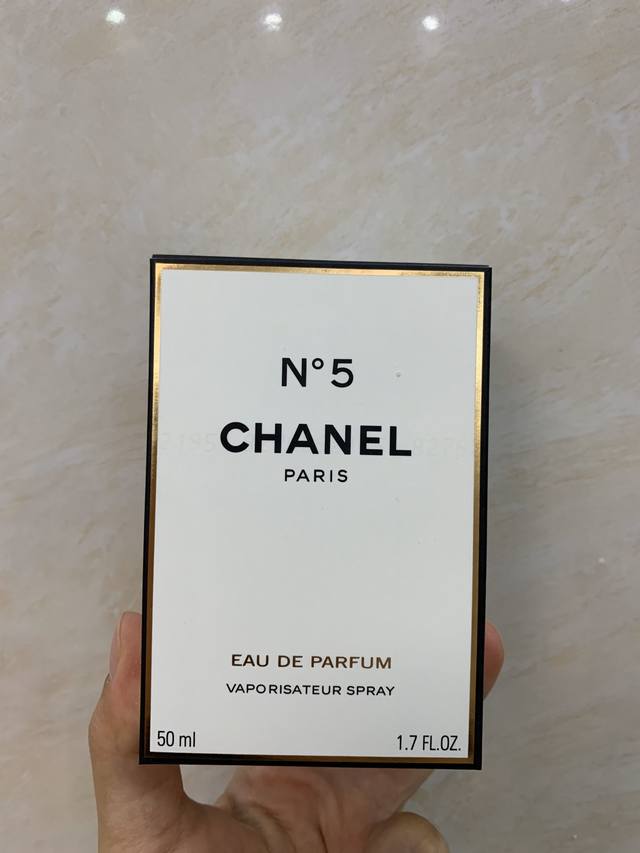 N°5
CHANEL
PARIS
EAU DE PARFUM
VAPORISATEUR SPRAY
50 ml 1.7 FL.OZ.